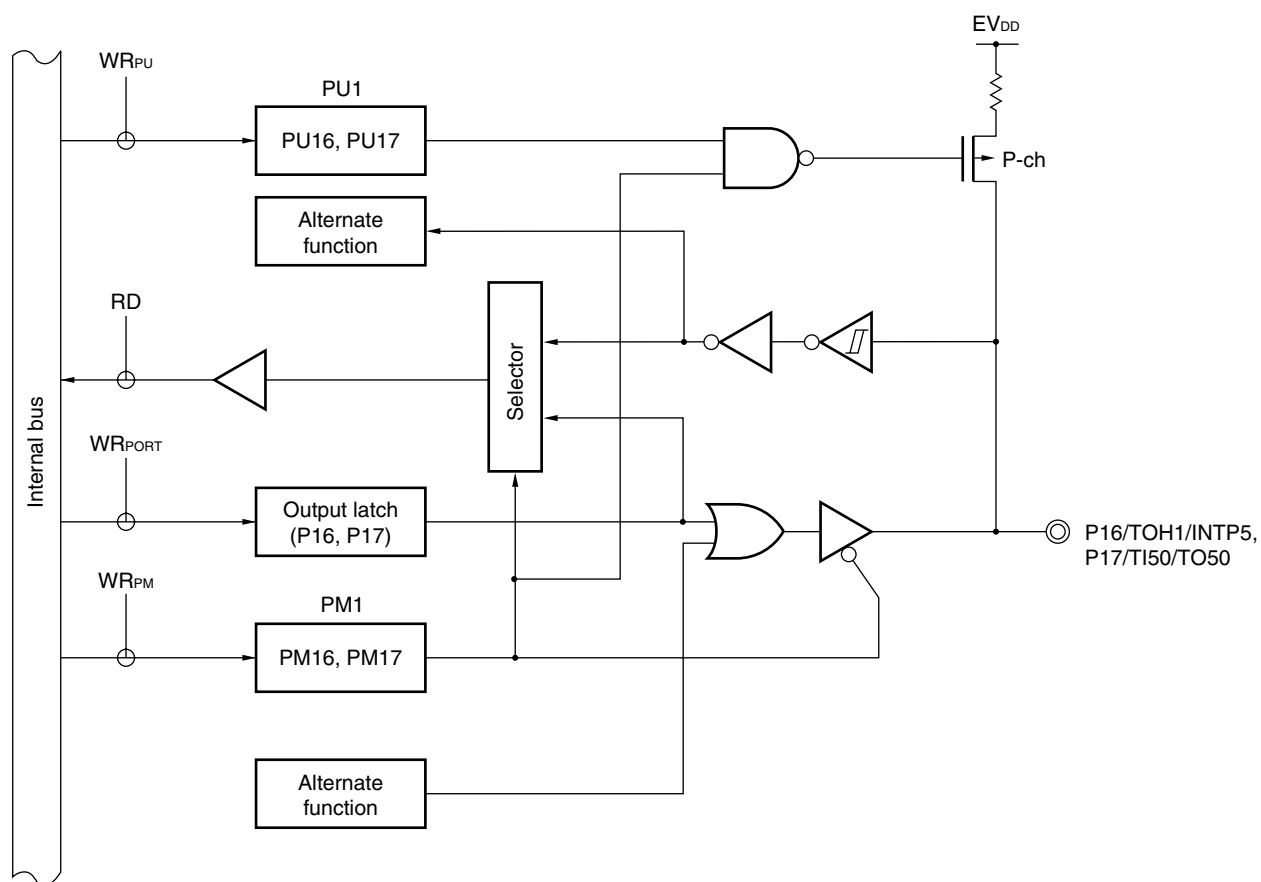 EVDD
WRPU
PU1
PU16, PU17
P-ch
Alternate
function
RD
Selector
Internal bus
WRPORT
Output latch
(P16, P17)
P16/TOH1/INTP5,
P17/TI50/TO50
WRPM
PM1
PM16, PM17
Alternate
function